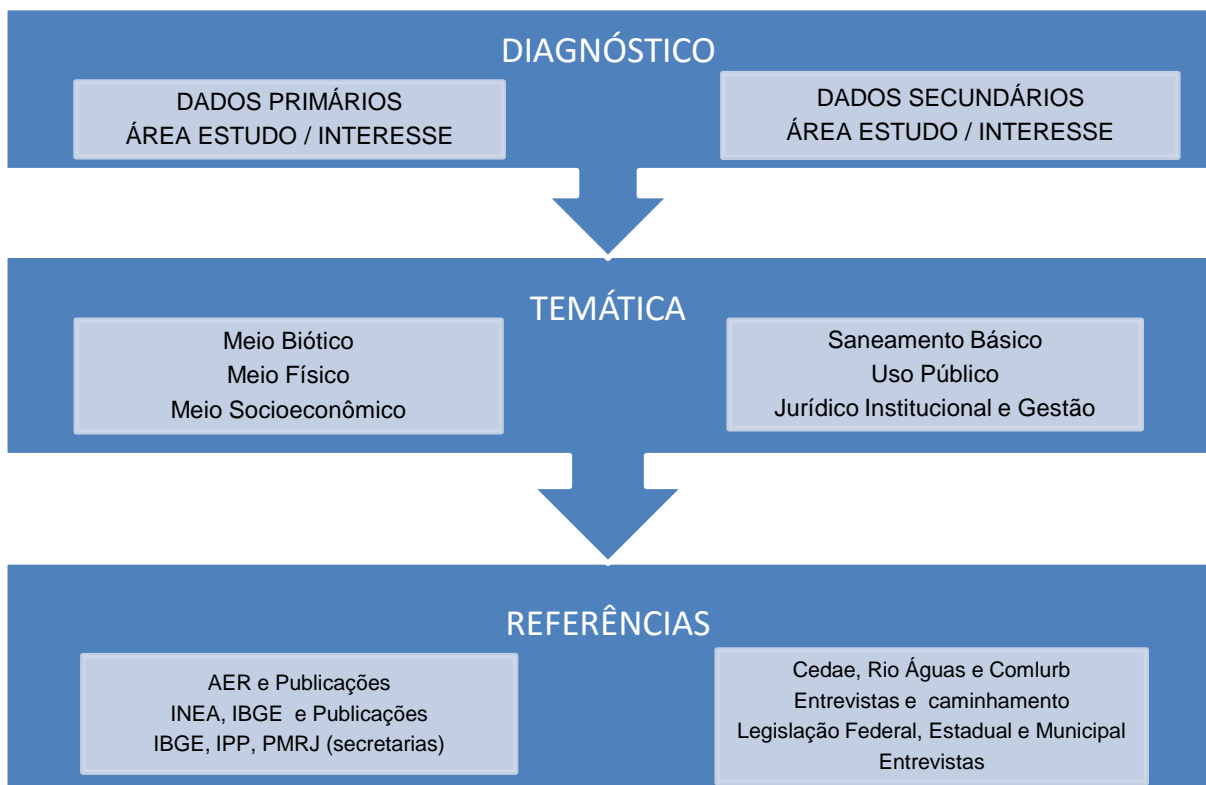 DIAGNÓSTICO
DADOS PRIMÁRIOS
ÁREA ESTUDO / INTERESSE
DADOS SECUNDÁRIOS
ÁREA ESTUDO / INTERESSE
TEMÁTICA
Meio Biótico
Meio Físico
Meio Socioeconômico
Saneamento Básico
Uso Público
Jurídico Institucional e Gestão
REFERÊNCIAS
AER e Publicações
INEA, IBGE e Publicações
IBGE, IPP, PMRJ (secretarias)
Cedae, Rio Águas e Comlurb
Entrevistas e caminhamento
Legislação Federal, Estadual e Municipal
Entrevistas